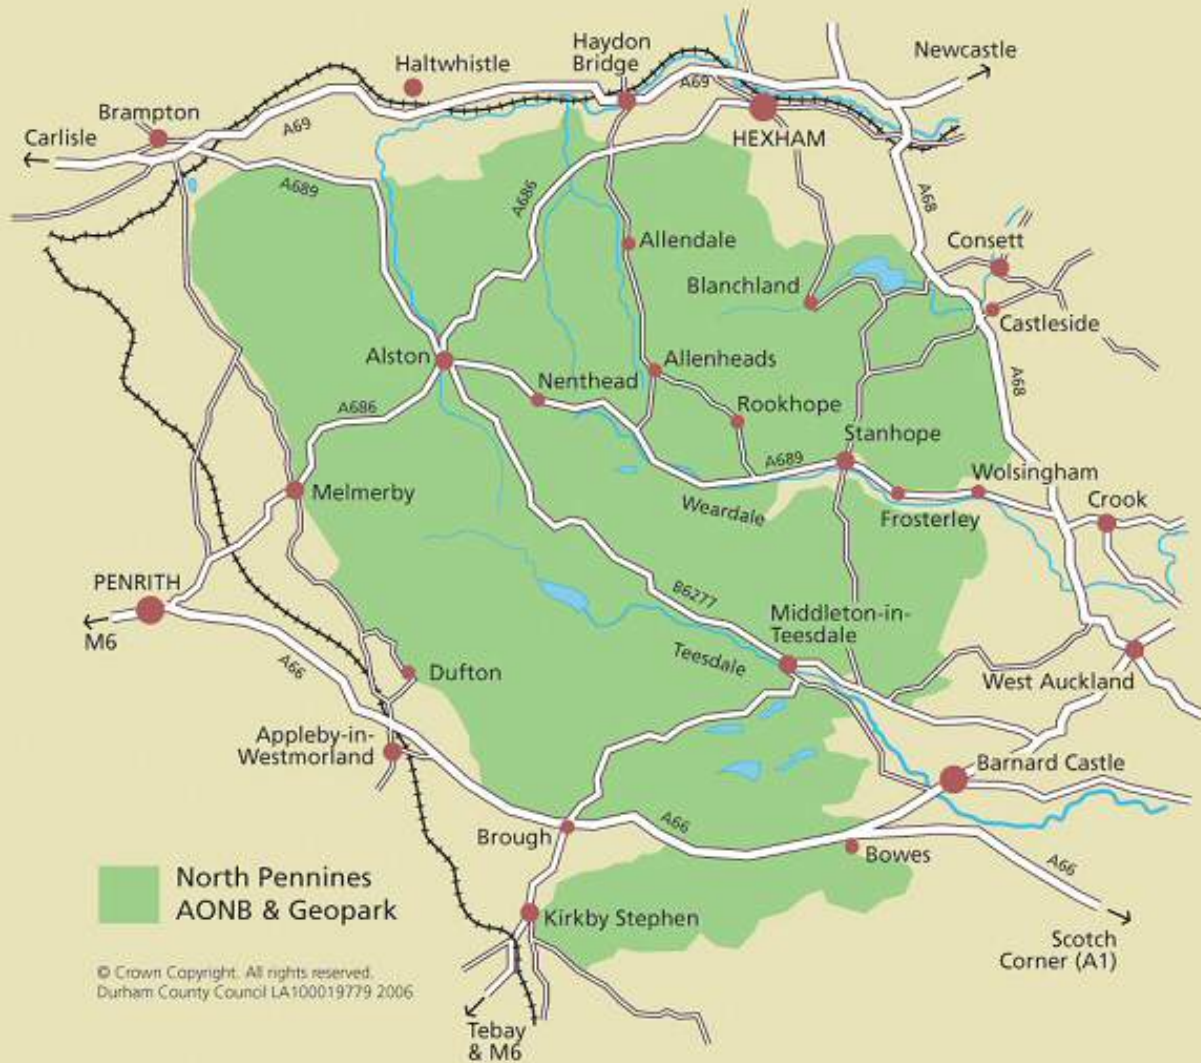 Haydon
Bridge
Newcastle
Haltwhistle
A69
Brampton
HEXHAM
Carlisle
A69
A689
A686
A68
Allendale
Consett
Blanchland
Castleside
Alston
Allenheads
Nenthead
A68
A686
Rookhope
Stanhope
A689
Wolsingham
Melmerby
Weardale
Frosterley
Crook
PENRITH
M6
B6277
Middleton-in-
Teesdale
Teesdale
A66
Dufton
West Auckland
Appleby-in-
Westmorland
Barnard Castle
Brough
A66
Bowes
A66
North Pennines
AONB & Geopark
Kirkby Stephen
Scotch
Corner (A1)
© Crown Copyright. All rights reserved.
Durham County Council LA100019779 2006
Tebay
& M6